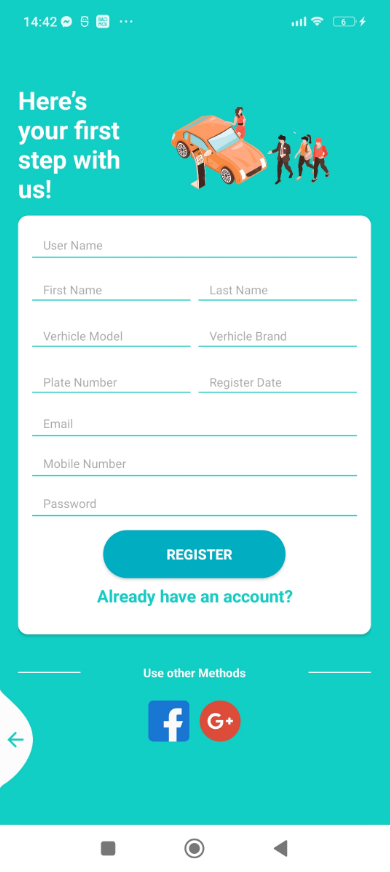 14:42
6
Here's
your first
step with
us!
User Name
First Name Last Name
Verhicle Model Verhicle Brand
Plate Number Register Date
Email
Mobile Number
Password
REGISTER
Already have an account?
Use other Methods
f G+